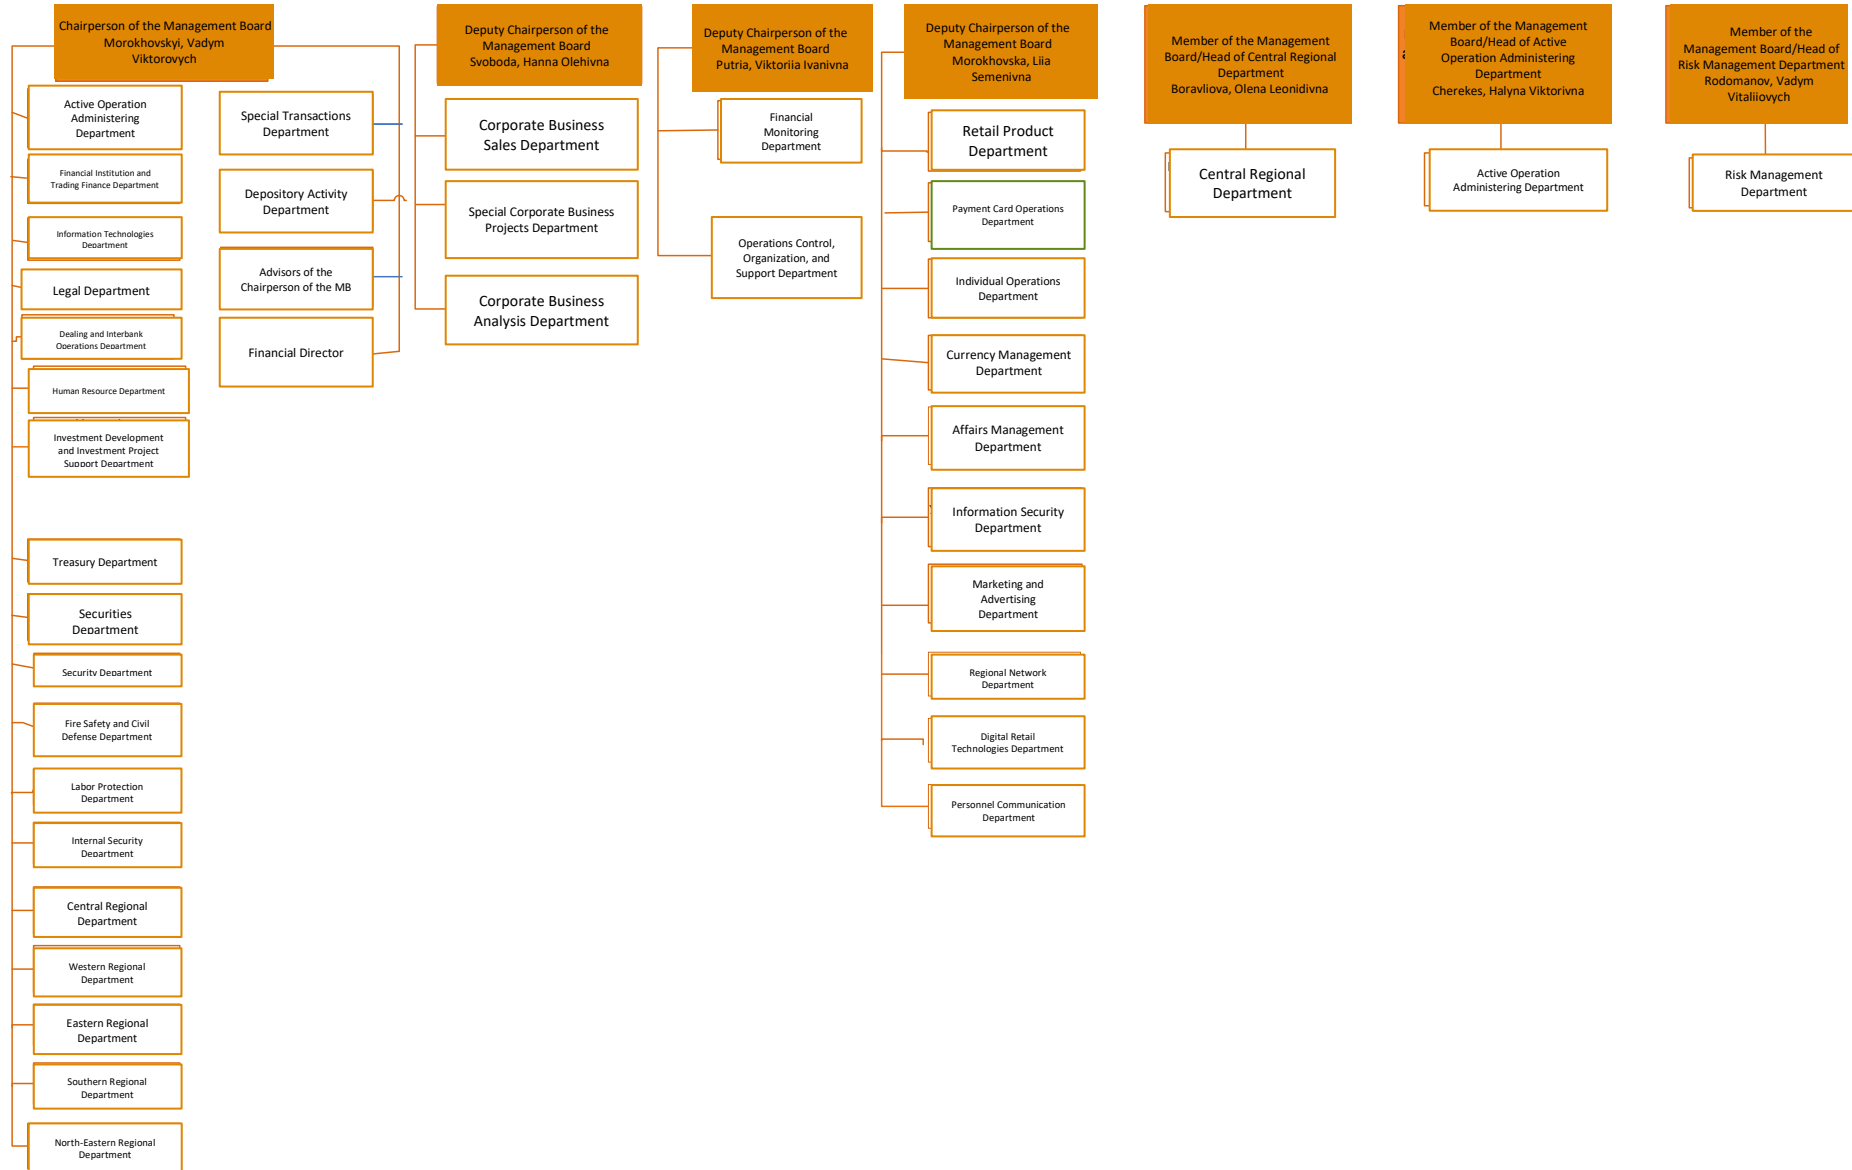 Chairperson of the Management Board
Morokhovskyi, Vadym
Viktorovych
Active Operation
Administering
Department
Financial Institution and
Trading Finance Department
Information Technologies
Department
Legal Department
Dealing and Interbank
Operations Department
Human Resource Department
Investment Development
and Investment Project
Support Department
Treasury Department
Securities
Department
Security Department
Fire Safety and Civil
Defense Department
Labor Protection
Department
Internal Security
Department
Central Regional
Department
Western Regional
Department
Eastern Regional
Department
Southern Regional
Department
North-Eastern Regional
Department
Special Transactions
Department
Depository Activity
Department
Advisors of the
Chairperson of the MB
Financial Director
Deputy Chairperson of the
Management Board
Svoboda, Hanna Olehivna
Corporate Business
Sales Department
Special Corporate Business
Projects Department
Corporate Business
Analysis Department
Deputy Chairperson of the
Management Board
Putria, Viktoriia Ivanivna
Financial
Monitoring
Department
Operations Control,
Organization, and
Support Department
Deputy Chairperson of the
Management Board
Morokhovska, Liia
Semenivna
Retail Product
Department
Payment Card Operations
Department
Individual Operations
Department
Currency Management
Department
Affairs Management
Department
Information Security
Department
Marketing and
Advertising
Department
Regional Network
Department
Digital Retail
Technologies Department
Personnel Communication
Department
Member of the Management
Board/Head of Central Regional
Department
Boravliova, Olena Leonidivna
Central Regional
Department
Member of the Management
Board/Head of Active
Operation Administering
Department
Cherekes, Halyna Viktorivna
Active Operation
Administering Department
Member of the
Management Board/Head of
Risk Management Department
Rodomanov, Vadym
Vitaliiovych
Risk Management
Department